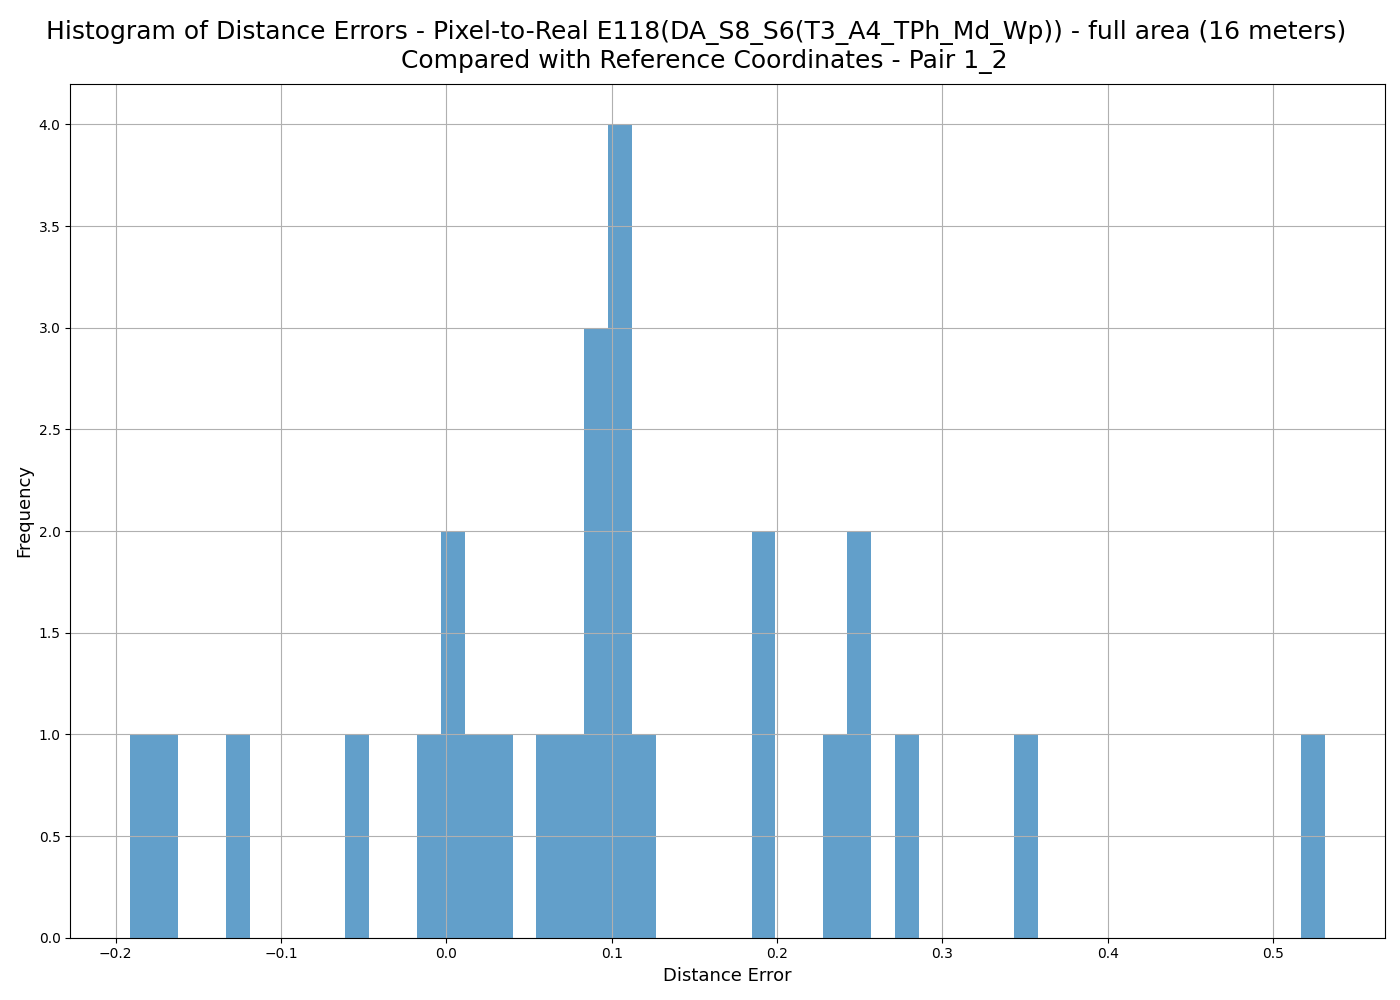 Histogram of Distance Errors - Pixel-to-Real E118(DA_S8_S6(T3_A4_TPh_Md_Wp)) - full area (16 meters)
Compared with Reference Coordinates - Pair 1_2
4.0
3.5
3.0
2.5
2.0
1.5
1.0
0.5
0.0
Frequency
−0.2 −0.1 0.0 0.1 0.2 0.3 0.4 0.5
Distance Error